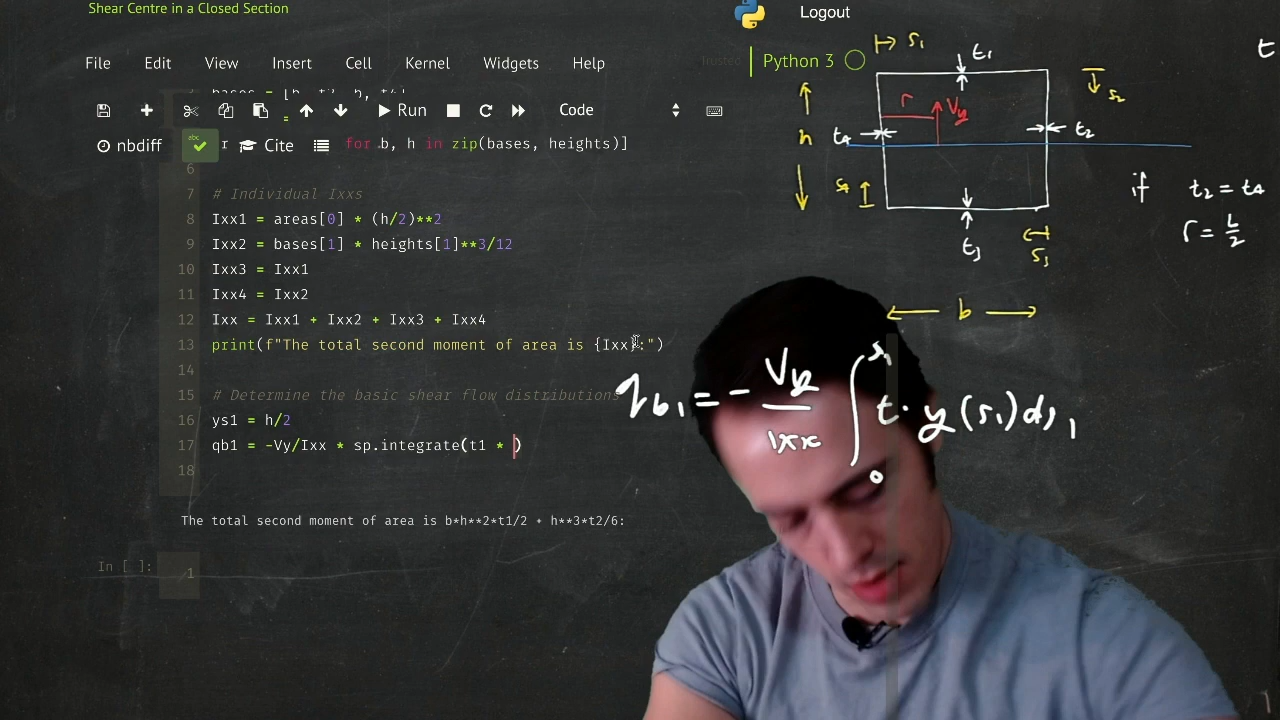 Shear Centre in a Closed Section
Logout
File Edit View Insert Cell Kernel Widgets Help
Trusted
Python 3
Run
Code
nbdiff
Cite
for b, h in zip(bases, heights)]
6
7 # Individual Ixxs
8 Ixx1 = areas[0] * (h/2)**2
9 Ixx2 = bases[1] * heights[1]**3/12
10 Ixx3 = Ixx1
11 Ixx4 = Ixx2
12 Ixx = Ixx1 + Ixx2 + Ixx3 + Ixx4
13 print(f"The total second moment of area is {Ixx}:")
14
15 # Determine the basic shear flow distributions
16 ys1 = h/2
17 qb1 = -Vy/Ixx * sp.integrate(t1 * )
18
The total second moment of area is b*h**2*t1/2 + h**3*t2/6:
In [ ]:
1
s1
t1
s2
r
Vy
h
t4
t2
s4
t3
s3
b
t
if t2 = t4
qb1 = - Vy/Ixx ∫ s1 0 t · y(s1) ds1